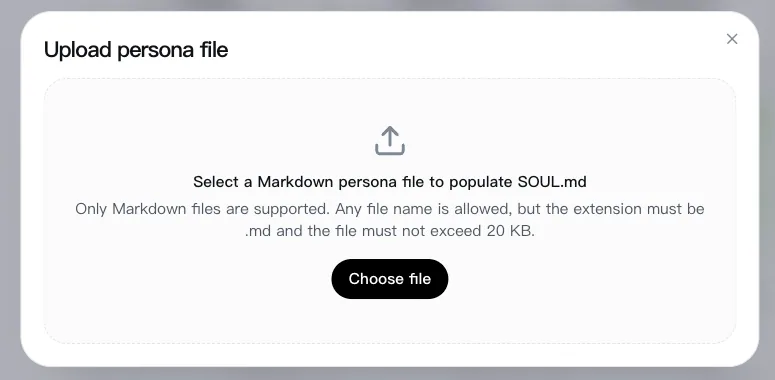 Upload persona file
Select a Markdown persona file to populate SOUL.md
Only Markdown files are supported. Any file name is allowed, but the extension must be
.md and the file must not exceed 20 KB.
Choose file